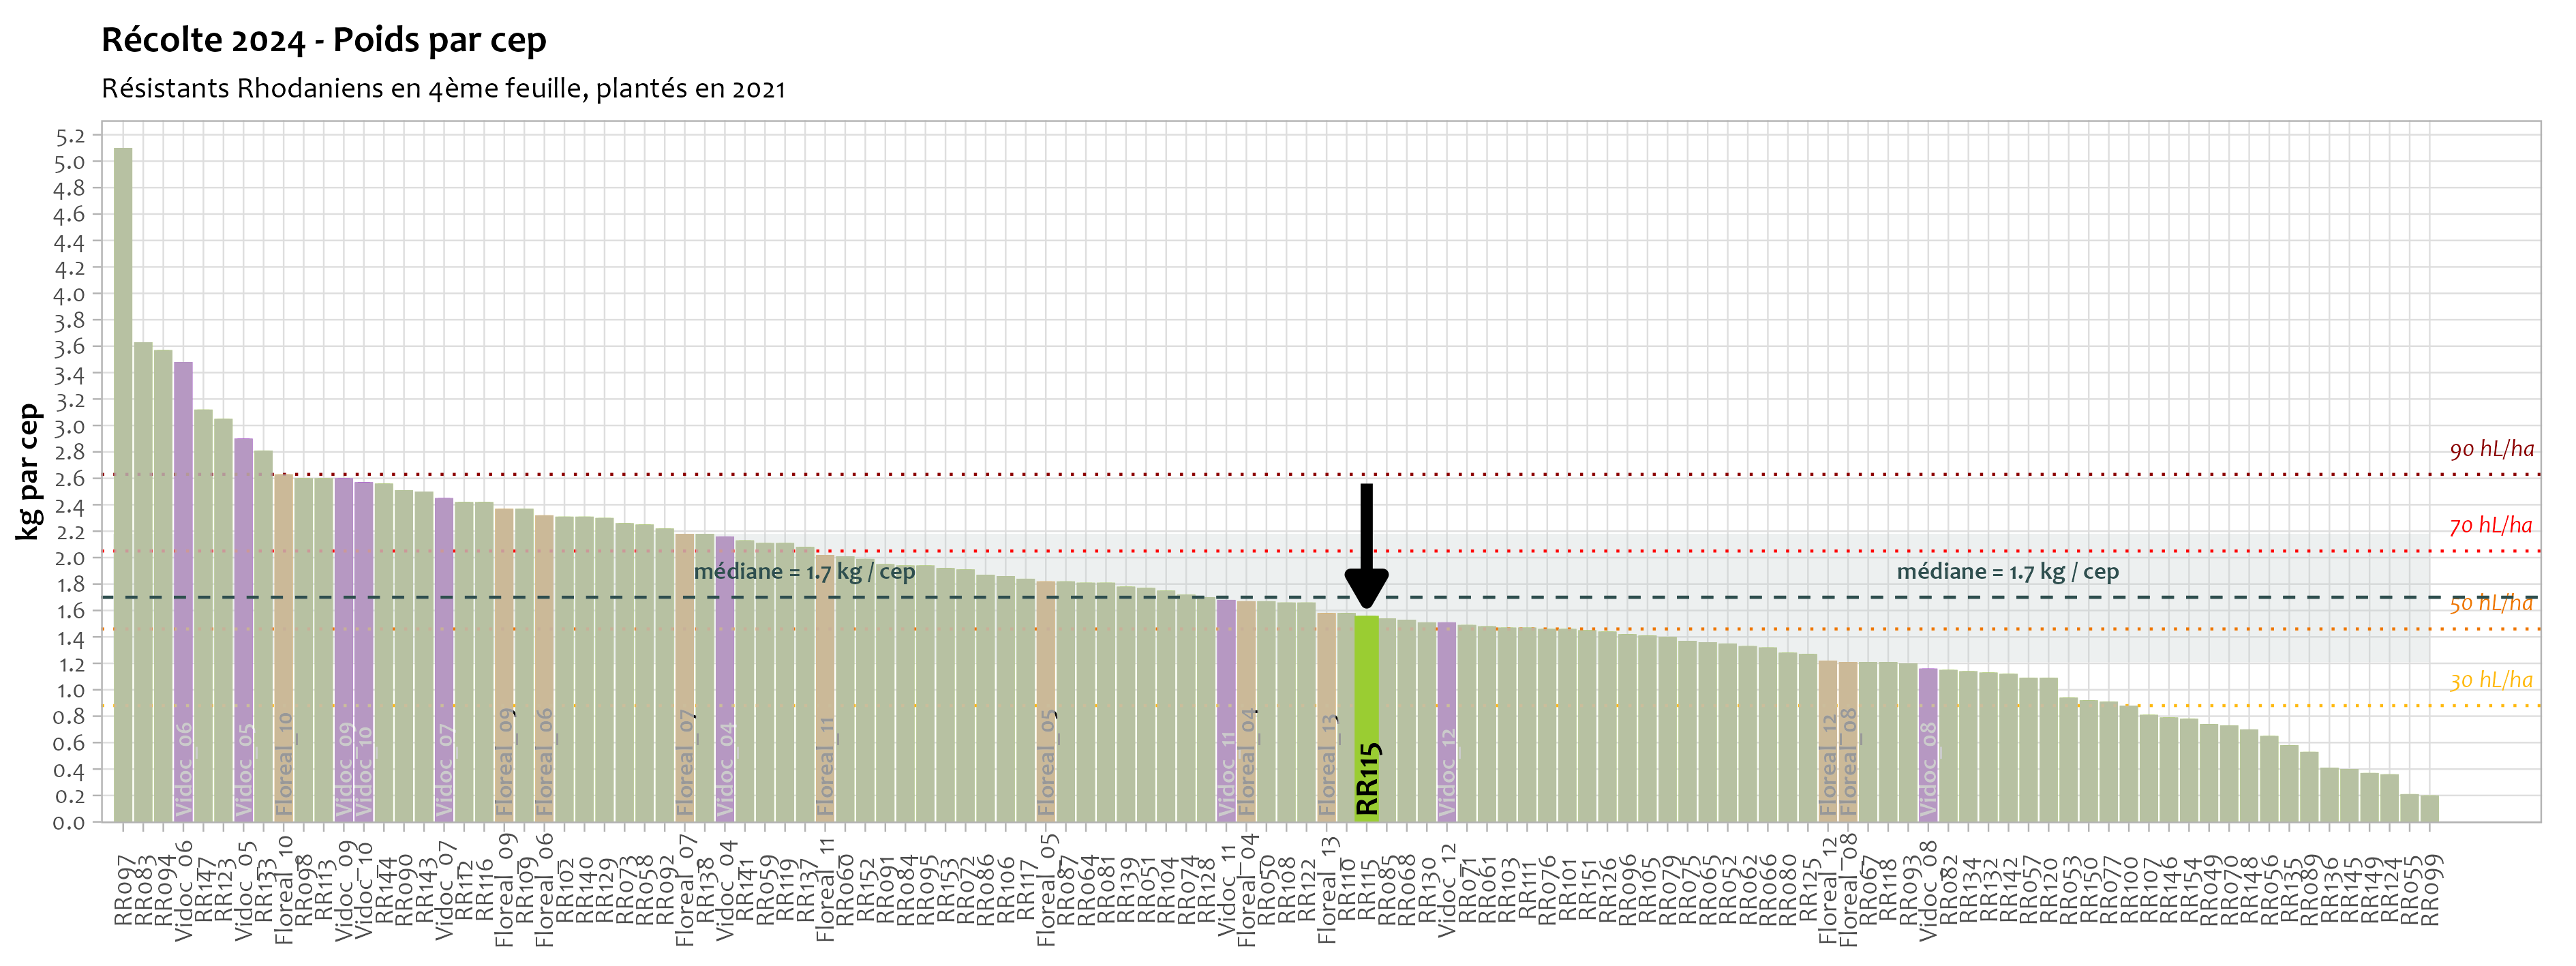 Récolte 2024 - Poids par cep
Résistants Rhodaniens en 4ème feuille, plantés en 2021
kg par cep
5.2
5.0
4.8
4.6
4.4
4.2
4.0
3.8
3.6
3.4
3.2
3.0
2.8
2.6
2.4
2.2
2.0
1.8
1.6
1.4
1.2
1.0
0.8
0.6
0.4
0.2
0.0
90 hL/ha
70 hL/ha
50 hL/ha
30 hL/ha
médiane = 1.7 kg / cep
médiane = 1.7 kg / cep
Vidoc_06
Vidoc_05
Floreal_10
Vidoc_09
Vidoc_10
Vidoc_07
Floreal_09
Floreal_06
Floreal_07
Vidoc_04
Floreal_11
Floreal_05
Vidoc_11
Floreal_04
Floreal_13
RR115
Vidoc_12
Floreal_12
Floreal_08
Vidoc_08
RR097
RR083
RR094
Vidoc_06
RR147
RR123
Vidoc_05
RR133
Floreal_10
RR098
RR113
Vidoc_09
Vidoc_10
RR144
RR090
RR143
Vidoc_07
RR112
RR116
Floreal_09
RR109
Floreal_06
RR102
RR140
RR129
RR073
RR058
RR092
Floreal_07
RR138
Vidoc_04
RR141
RR059
RR119
RR137
Floreal_11
RR060
RR152
RR091
RR084
RR095
RR153
RR072
RR086
RR106
RR117
Floreal_05
RR087
RR064
RR081
RR139
RR051
RR104
RR074
RR128
Vidoc_11
Floreal_04
RR050
RR108
RR122
Floreal_13
RR110
RR115
RR085
RR068
RR130
Vidoc_12
RR071
RR061
RR103
RR111
RR076
RR101
RR151
RR126
RR096
RR105
RR079
RR075
RR065
RR052
RR062
RR066
RR080
RR125
Floreal_12
Floreal_08
RR067
RR118
RR093
Vidoc_08
RR082
RR134
RR132
RR142
RR057
RR120
RR053
RR150
RR077
RR100
RR107
RR146
RR154
RR049
RR070
RR148
RR056
RR135
RR089
RR136
RR145
RR149
RR124
RR055
RR099